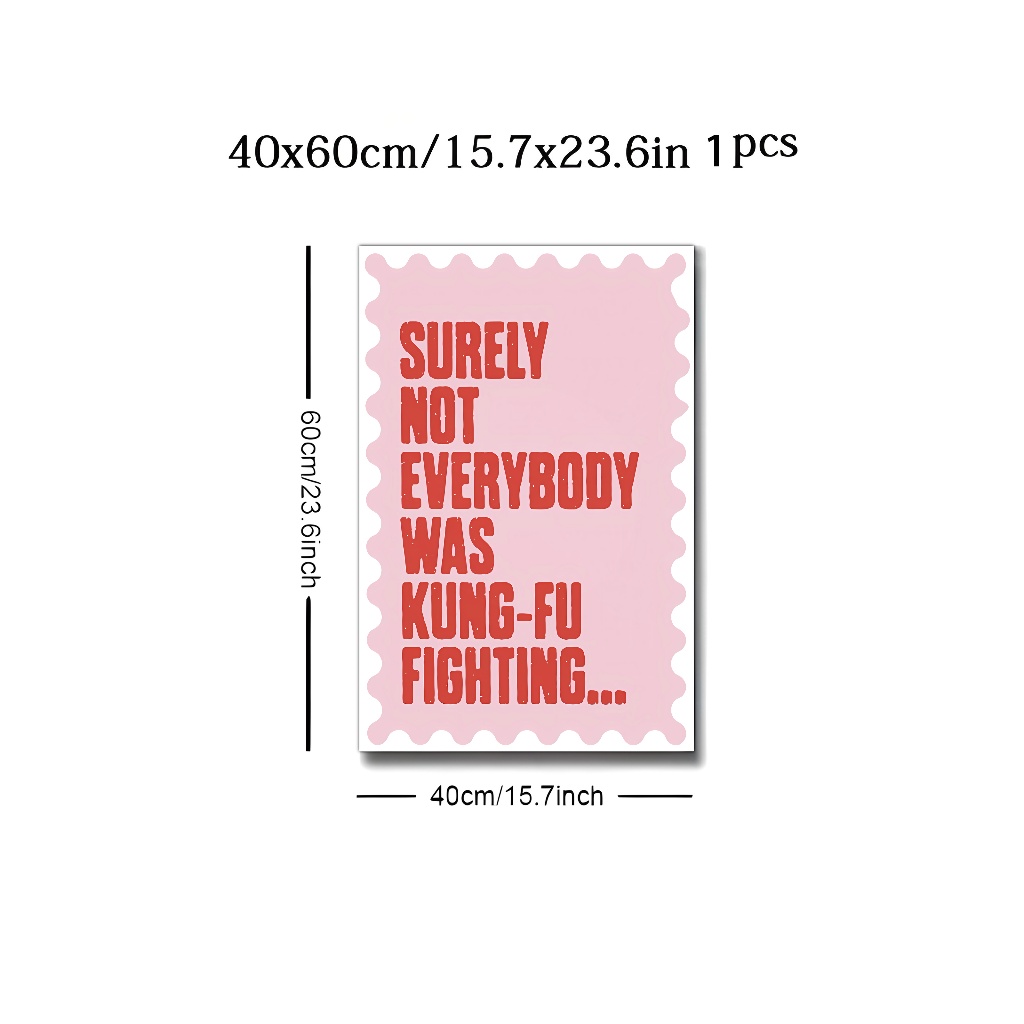 40x60cm/15.7x23.6in 1pcs
SURELY
NOT
EVERYBODY
WAS
KUNG-FU
FIGHTING...
60cm/23.6inch
40cm/15.7inch